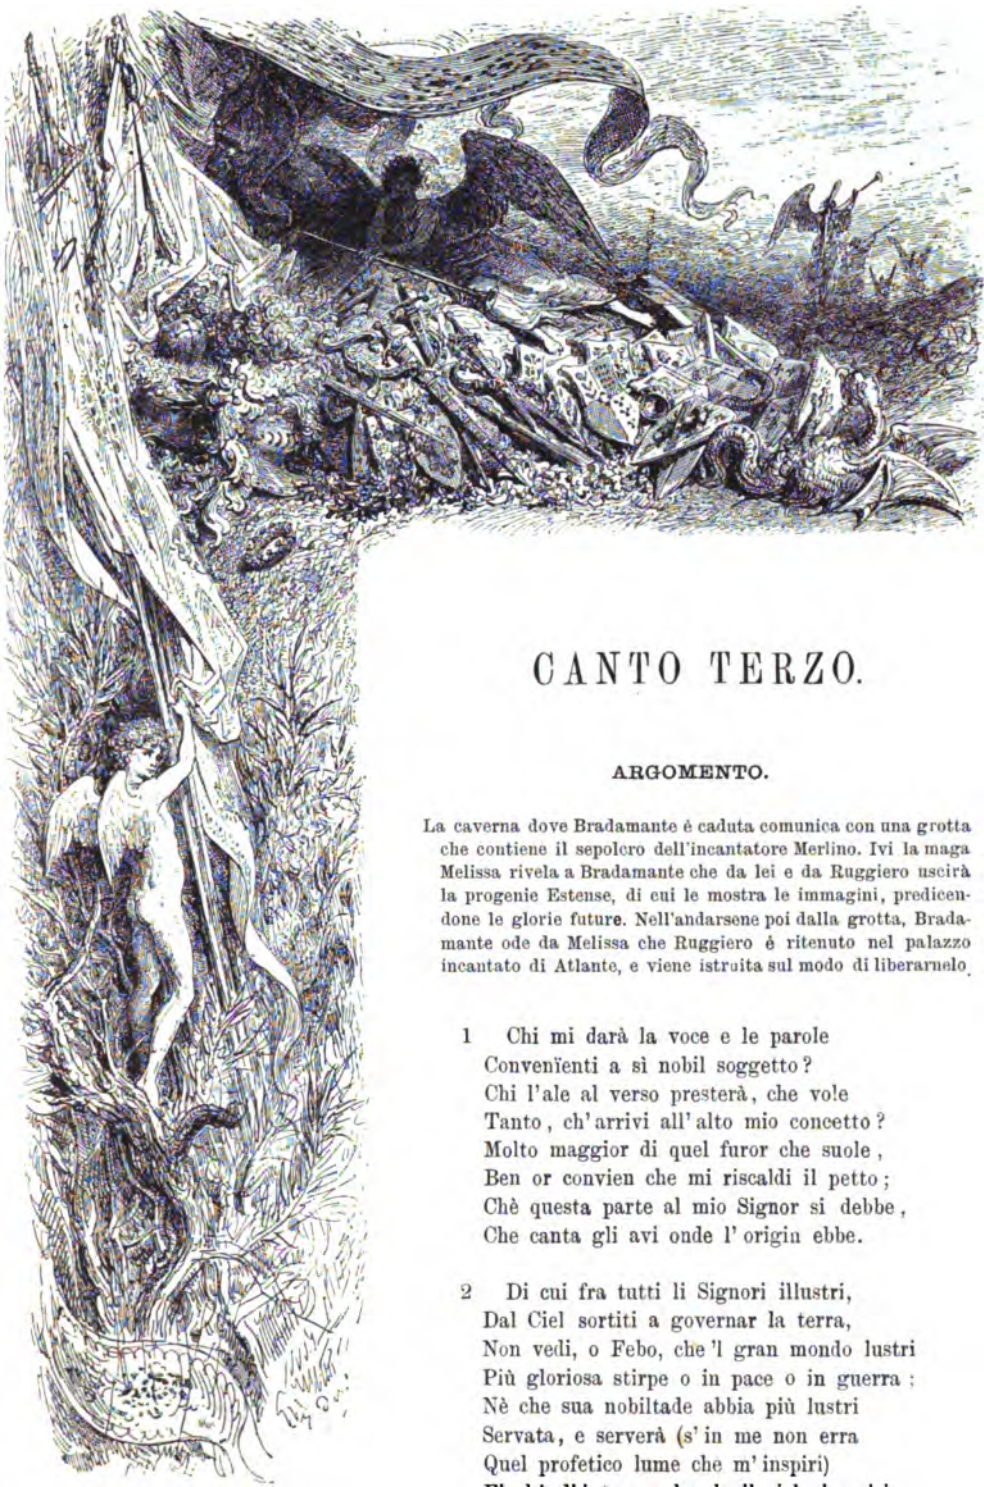 CANTO TERZO.
ARGOMENTO.
La caverna dove Bradamante è caduta comunica con una grotta
che contiene il sepolcro dell'incantatore Merlino. Ivi la maga
Melissa rivela a Bradamante che da lei e da Ruggiero uscirà
la progenie Estense, di cui le mostra le immagini, predicen-
done le glorie future. Nell'andarsene poi dalla grotta, Brada-
mante ode da Melissa che Ruggiero è ritenuto nel palazzo
incantato di Atlante, e viene istruita sul modo di liberarnelo.
1 Chi mi darà la voce e le parole
Convenïenti a sì nobil soggetto?
Chi l'ale al verso presterà, che vole
Tanto, ch'arrivi all'alto mio concetto?
Molto maggior di quel furor che suole,
Ben or convien che mi riscaldi il petto;
Chè questa parte al mio Signor si debbe,
Che canta gli avi onde l'origin ebbe.
2 Di cui fra tutti li Signori illustri,
Dal Ciel sortiti a governar la terra,
Non vedi, o Febo, che 'l gran mondo lustri
Più gloriosa stirpe o in pace o in guerra;
Nè che sua nobiltade abbia più lustri
Servata, e serverà (s'in me non erra
Quel profetico lume che m'inspiri)